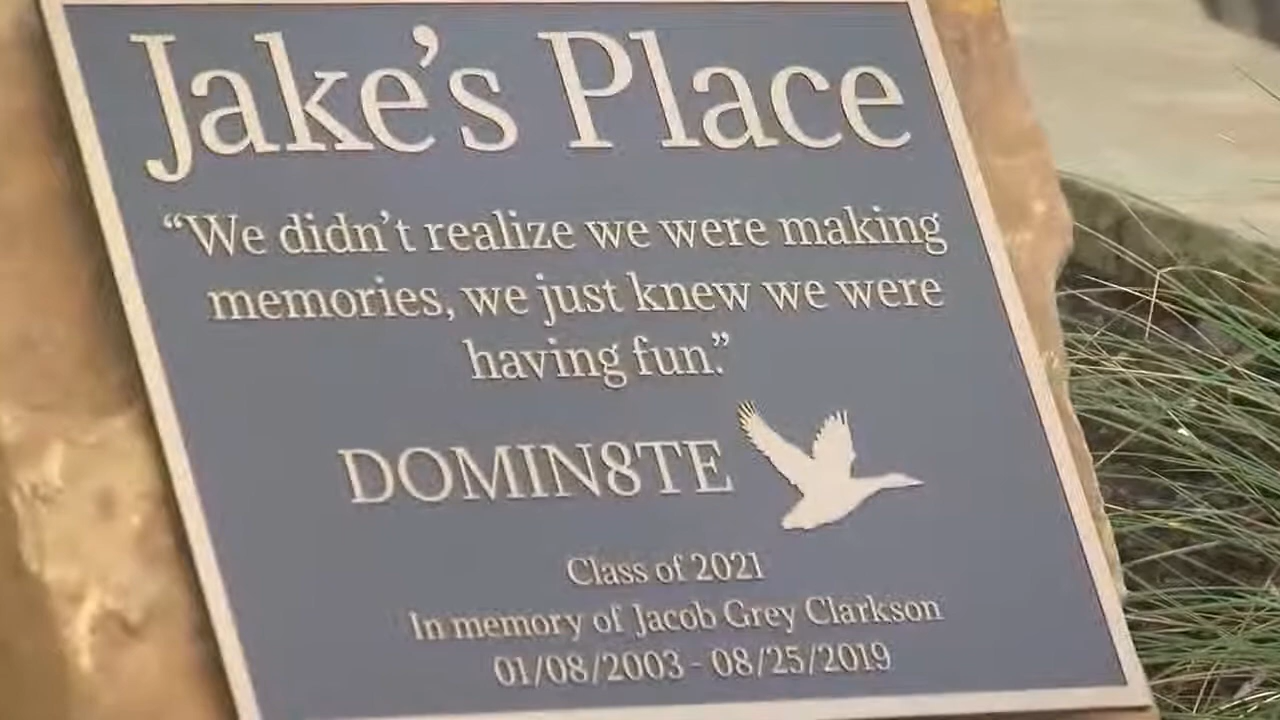 Jake’s Place
“We didn’t realize we were making
memories, we just knew we were
having fun.”
DOMIN8TE
Class of 2021
In memory of Jacob Grey Clarkson
01/08/2003 - 08/25/2019